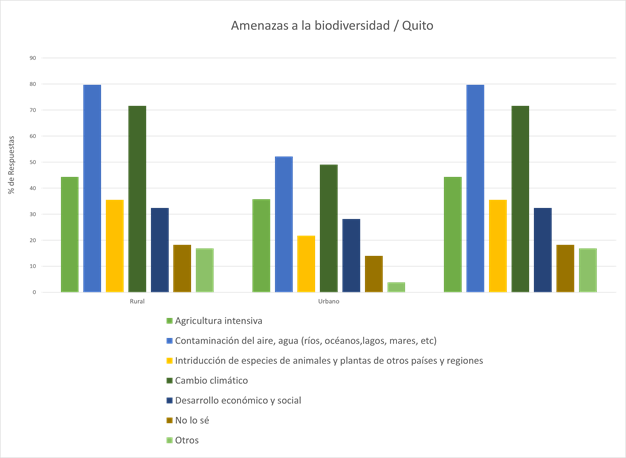 Amenazas a la biodiversidad / Quito
% de Respuestas
90
80
70
60
50
40
30
20
10
0
Rural
Urbano
Agricultura intensiva
Contaminación del aire, agua (ríos, océanos,lagos, mares, etc)
Intriducción de especies de animales y plantas de otros países y regiones
Cambio climático
Desarrollo económico y social
No lo sé
Otros